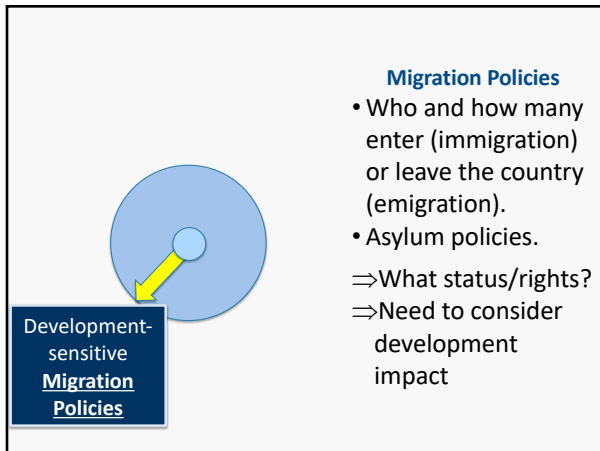 Migration Policies
• Who and how many
enter (immigration)
or leave the country
(emigration).
• Asylum policies.
⇒What status/rights?
⇒Need to consider
development
impact
Development-
sensitive
Migration
Policies